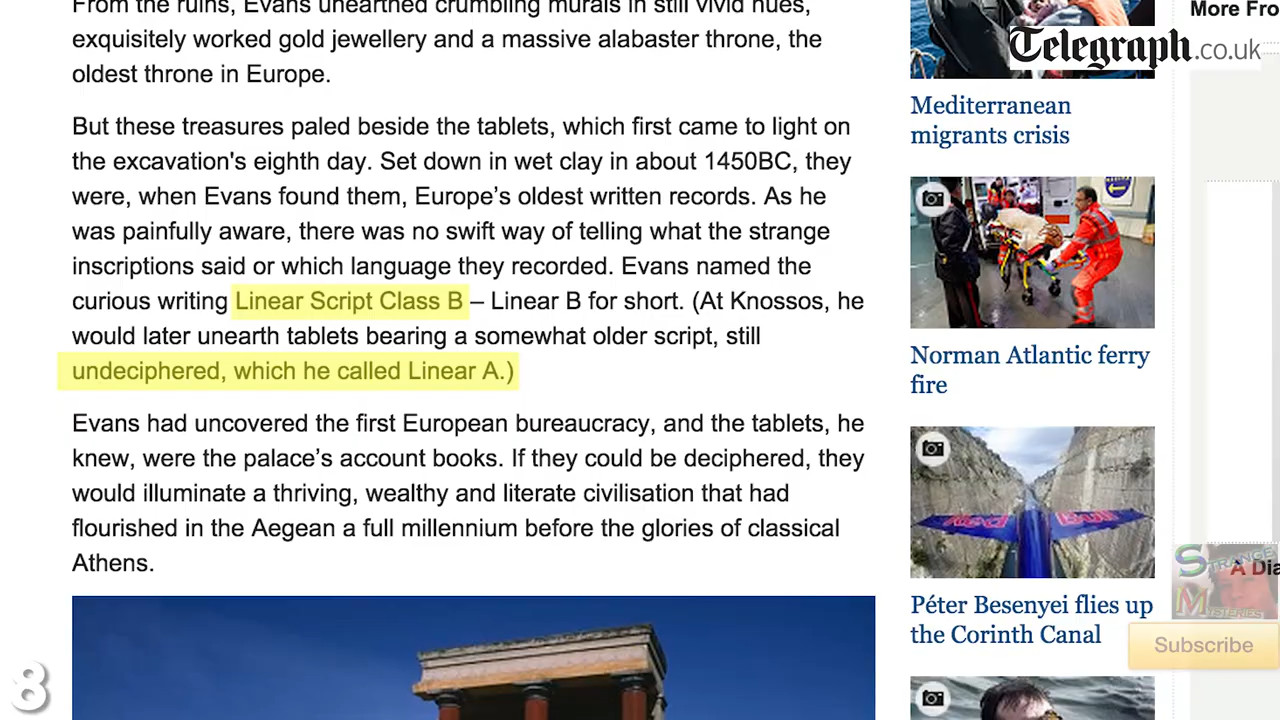 From the ruins, Evans unearthed crumbling murals in still vivid hues,
exquisitely worked gold jewellery and a massive alabaster throne, the
oldest throne in Europe.
But these treasures paled beside the tablets, which first came to light on
the excavation's eighth day. Set down in wet clay in about 1450BC, they
were, when Evans found them, Europe’s oldest written records. As he
was painfully aware, there was no swift way of telling what the strange
inscriptions said or which language they recorded. Evans named the
curious writing Linear Script Class B – Linear B for short. (At Knossos, he
would later unearth tablets bearing a somewhat older script, still
undeciphered, which he called Linear A.)
Evans had uncovered the first European bureaucracy, and the tablets, he
knew, were the palace’s account books. If they could be deciphered, they
would illuminate a thriving, wealthy and literate civilisation that had
flourished in the Aegean a full millennium before the glories of classical
Athens.
8
More Fro
Telegraph.co.uk
Mediterranean
migrants crisis
Norman Atlantic ferry
fire
Red Bull
Péter Besenyei flies up
the Corinth Canal
A Dia
STRANGE
MYSTERIES
Subscribe